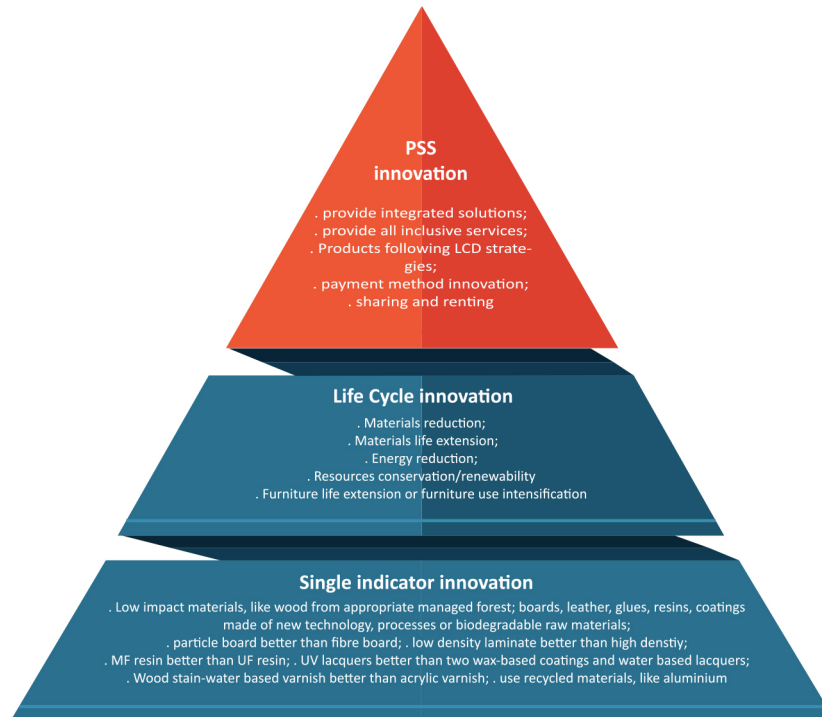 PSS
innovation
. provide integrated solutions;
. provide all inclusive services;
. Products following LCD strate-
gies;
. payment method innovation;
. sharing and renting
Life Cycle innovation
. Materials reduction;
. Materials life extension;
. Energy reduction;
. Resources conservation/renewability
. Furniture life extension or furniture use intensification
Single indicator innovation
. Low impact materials, like wood from appropriate managed forest; boards, leather, glues, resins, coatings
made of new technology, processes or biodegradable raw materials;
. particle board better than fibre board; . low density laminate better than high denstiy;
. MF resin better than UF resin; . UV lacquers better than two wax-based coatings and water based lacquers;
. Wood stain-water based varnish better than acrylic varnish; . use recycled materials, like aluminium